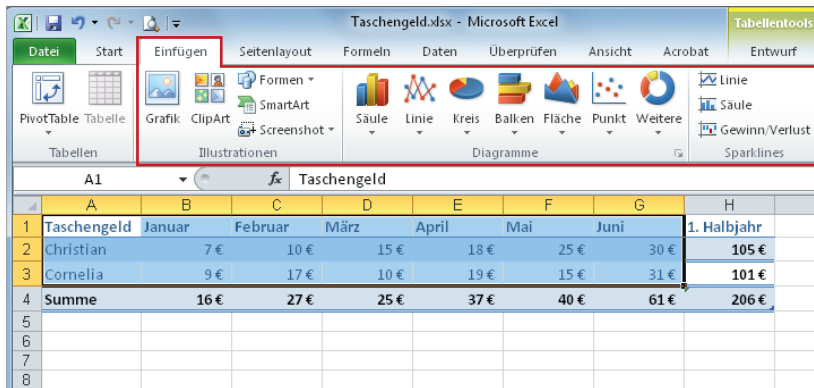 Taschengeld.xlsx - Microsoft Excel
Tabellentools
Datei Start Einfügen Seitenlayout Formeln Daten Überprüfen Ansicht Acrobat Entwurf
PivotTable Tabelle
Tabellen
Grafik ClipArt
Formen
SmartArt
Screenshot
Illustrationen
Säule Linie Kreis Balken Fläche Punkt Weitere
Diagramme
Linie
Säule
Gewinn/Verlust
Sparklines
A1 fx Taschengeld
A B C D E F G H
1 Taschengeld Januar Februar März April Mai Juni 1. Halbjahr
2 Christian 7 € 10 € 15 € 18 € 25 € 30 € 105 €
3 Cornelia 9 € 17 € 10 € 19 € 15 € 31 € 101 €
4 Summe 16 € 27 € 25 € 37 € 40 € 61 € 206 €
5
6
7
8